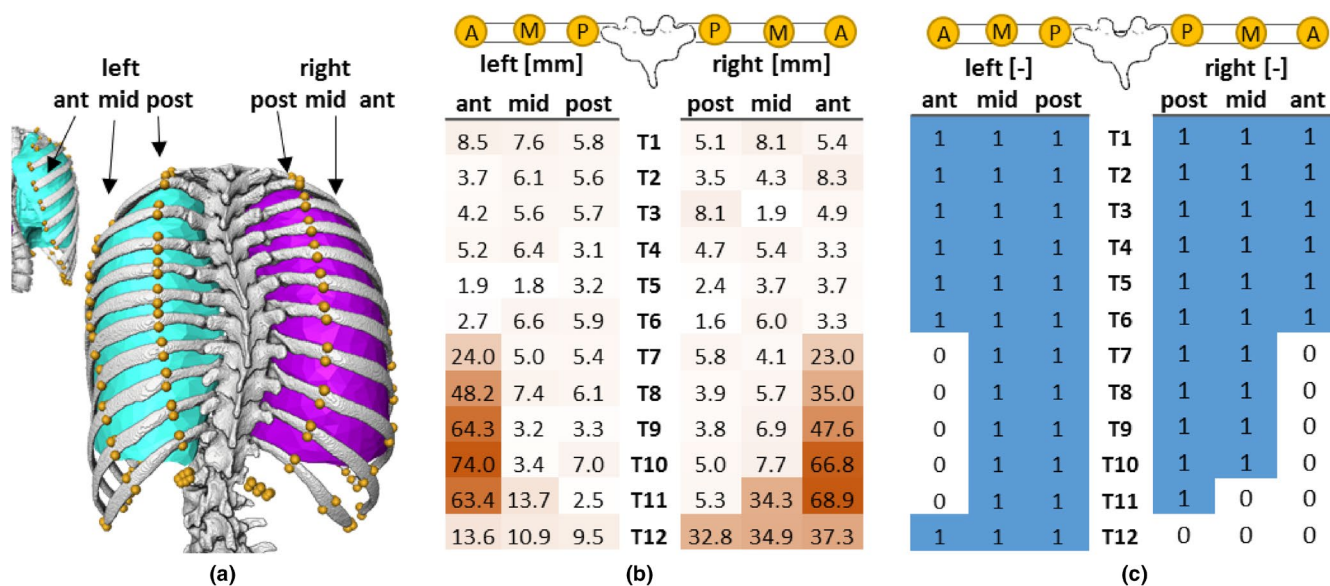 left right
ant mid post post mid ant
(a)
A M P P M A
left [mm] right [mm]
ant mid post post mid ant
8.5 7.6 5.8 T1 5.1 8.1 5.4
3.7 6.1 5.6 T2 3.5 4.3 8.3
4.2 5.6 5.7 T3 8.1 1.9 4.9
5.2 6.4 3.1 T4 4.7 5.4 3.3
1.9 1.8 3.2 T5 2.4 3.7 3.7
2.7 6.6 5.9 T6 1.6 6.0 3.3
24.0 5.0 5.4 T7 5.8 4.1 23.0
48.2 7.4 6.1 T8 3.9 5.7 35.0
64.3 3.2 3.3 T9 3.8 6.9 47.6
74.0 3.4 7.0 T10 5.0 7.7 66.8
63.4 13.7 2.5 T11 5.3 34.3 68.9
13.6 10.9 9.5 T12 32.8 34.9 37.3
(b)
A M P P M A
left [-] right [-]
ant mid post post mid ant
1 1 1 T1 1 1 1
1 1 1 T2 1 1 1
1 1 1 T3 1 1 1
1 1 1 T4 1 1 1
1 1 1 T5 1 1 1
1 1 1 T6 1 1 1
0 1 1 T7 1 1 0
0 1 1 T8 1 1 0
0 1 1 T9 1 1 0
0 1 1 T10 1 1 0
0 1 1 T11 1 0 0
1 1 1 T12 0 0 0
(c)